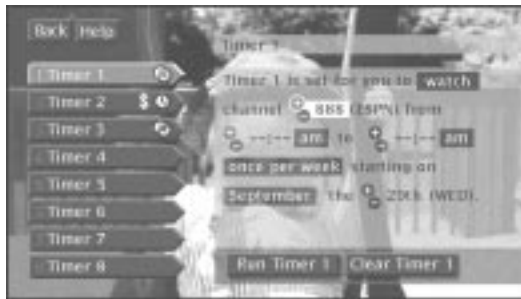 Back Help
Timer 1
Timer 2 $
Timer 3
Timer 4
Timer 5
Timer 6
Timer 7
Timer 8
Timer 1
Timer 1 is set for you to watch
channel 888 (ESPN) from
--:-- am to --:-- am
once per week starting on
September the 29th (WED).
Run Timer 1 Clear Timer 1